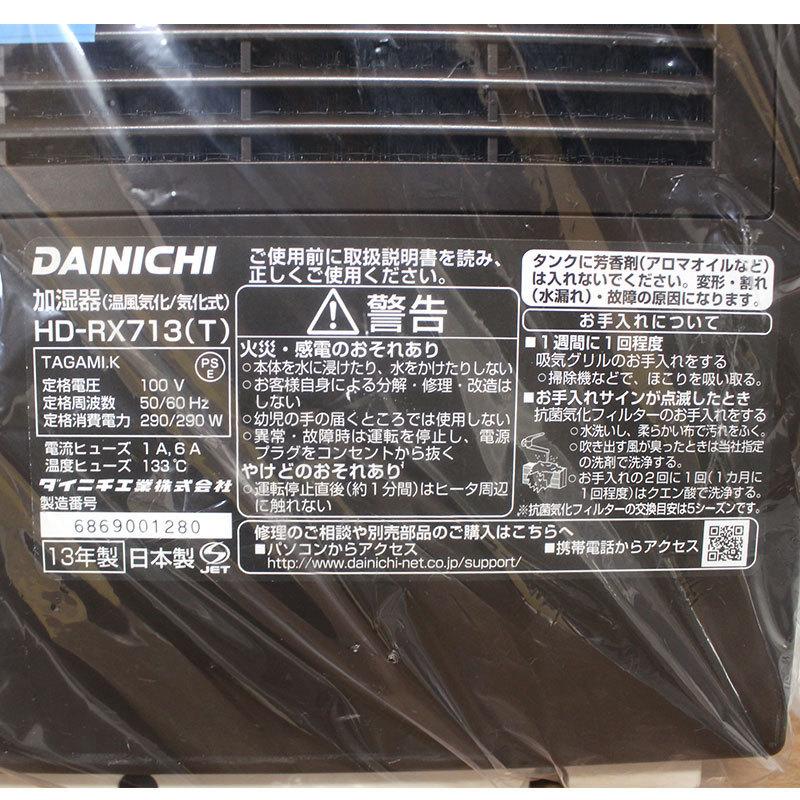 DAINICHI
加湿器(温風気化/気化式)
HD-RX713(T)
TAGAMI.K
PS
E
定格電圧 100 V
定格周波数 50/60 Hz
定格消費電力 290/290 W
電流ヒューズ 1A,6A
温度ヒューズ 133℃
ダイニチ工業株式会社
製造番号
6869001280
13年製 日本製 S JET
ご使用前に取扱説明書を読み、
正しくご使用ください。
警告
火災・感電のおそれあり
○本体を水に浸けたり、水をかけたりしない
○お客様自身による分解・修理・改造は
しない
○幼児の手の届くところでは使用しない
○異常・故障時は運転を停止し、電源
プラグをコンセントから抜く
やけどのおそれあり
○運転停止直後(約1分間)はヒータ周辺
に触れない
タンクに芳香剤(アロマオイルなど)
は入れないでください。変形・割れ
(水漏れ)・故障の原因になります。
お手入れについて
■1週間に1回程度
吸気グリルのお手入れをする
○掃除機などで、ほこりを吸い取る。
■お手入れサインが点滅したとき
抗菌気化フィルターのお手入れをする
○水洗いし、柔らかい布で汚れをふく。
○吹き出す風が臭ったときは当社指定
の洗剤で洗浄する。
○お手入れの2回に1回(1カ月に
1回程度)はクエン酸で洗浄する。
※抗菌気化フィルターの交換目安は5シーズンです。
修理のご相談や別売部品のご購入はこちらへ
■パソコンからアクセス
http://www.dainichi-net.co.jp/support/
■携帯電話からアクセス